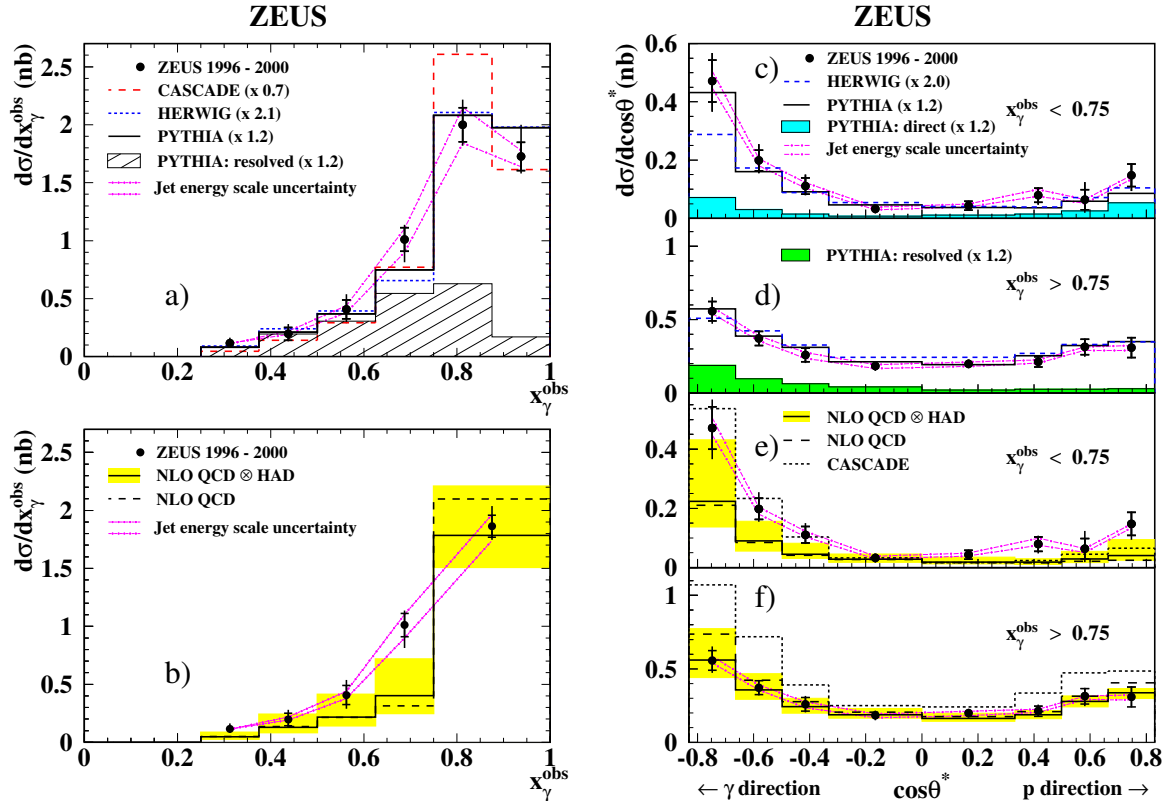 ZEUS
dσ/dx_γ^obs (nb)
2.5
2
1.5
1
0.5
0
ZEUS 1996 - 2000
CASCADE (x 0.7)
HERWIG (x 2.1)
PYTHIA (x 1.2)
PYTHIA: resolved (x 1.2)
Jet energy scale uncertainty
a)
0 0.2 0.4 0.6 0.8 1
x_γ^obs
dσ/dx_γ^obs (nb)
2.5
2
1.5
1
0.5
0
ZEUS 1996 - 2000
NLO QCD ⊗ HAD
NLO QCD
Jet energy scale uncertainty
b)
0 0.2 0.4 0.6 0.8 1
x_γ^obs
ZEUS
dσ/dcosθ* (nb)
0.6
0.4
0.2
0
c)
ZEUS 1996 - 2000
HERWIG (x 2.0)
PYTHIA (x 1.2)
PYTHIA: direct (x 1.2)
Jet energy scale uncertainty
x_γ^obs < 0.75
1
0.5
0
d)
PYTHIA: resolved (x 1.2)
x_γ^obs > 0.75
0.4
0.2
0
e)
NLO QCD ⊗ HAD
NLO QCD
CASCADE
x_γ^obs < 0.75
1
0.5
0
f)
x_γ^obs > 0.75
-0.8 -0.6 -0.4 -0.2 0 0.2 0.4 0.6 0.8
← γ direction cosθ* p direction →